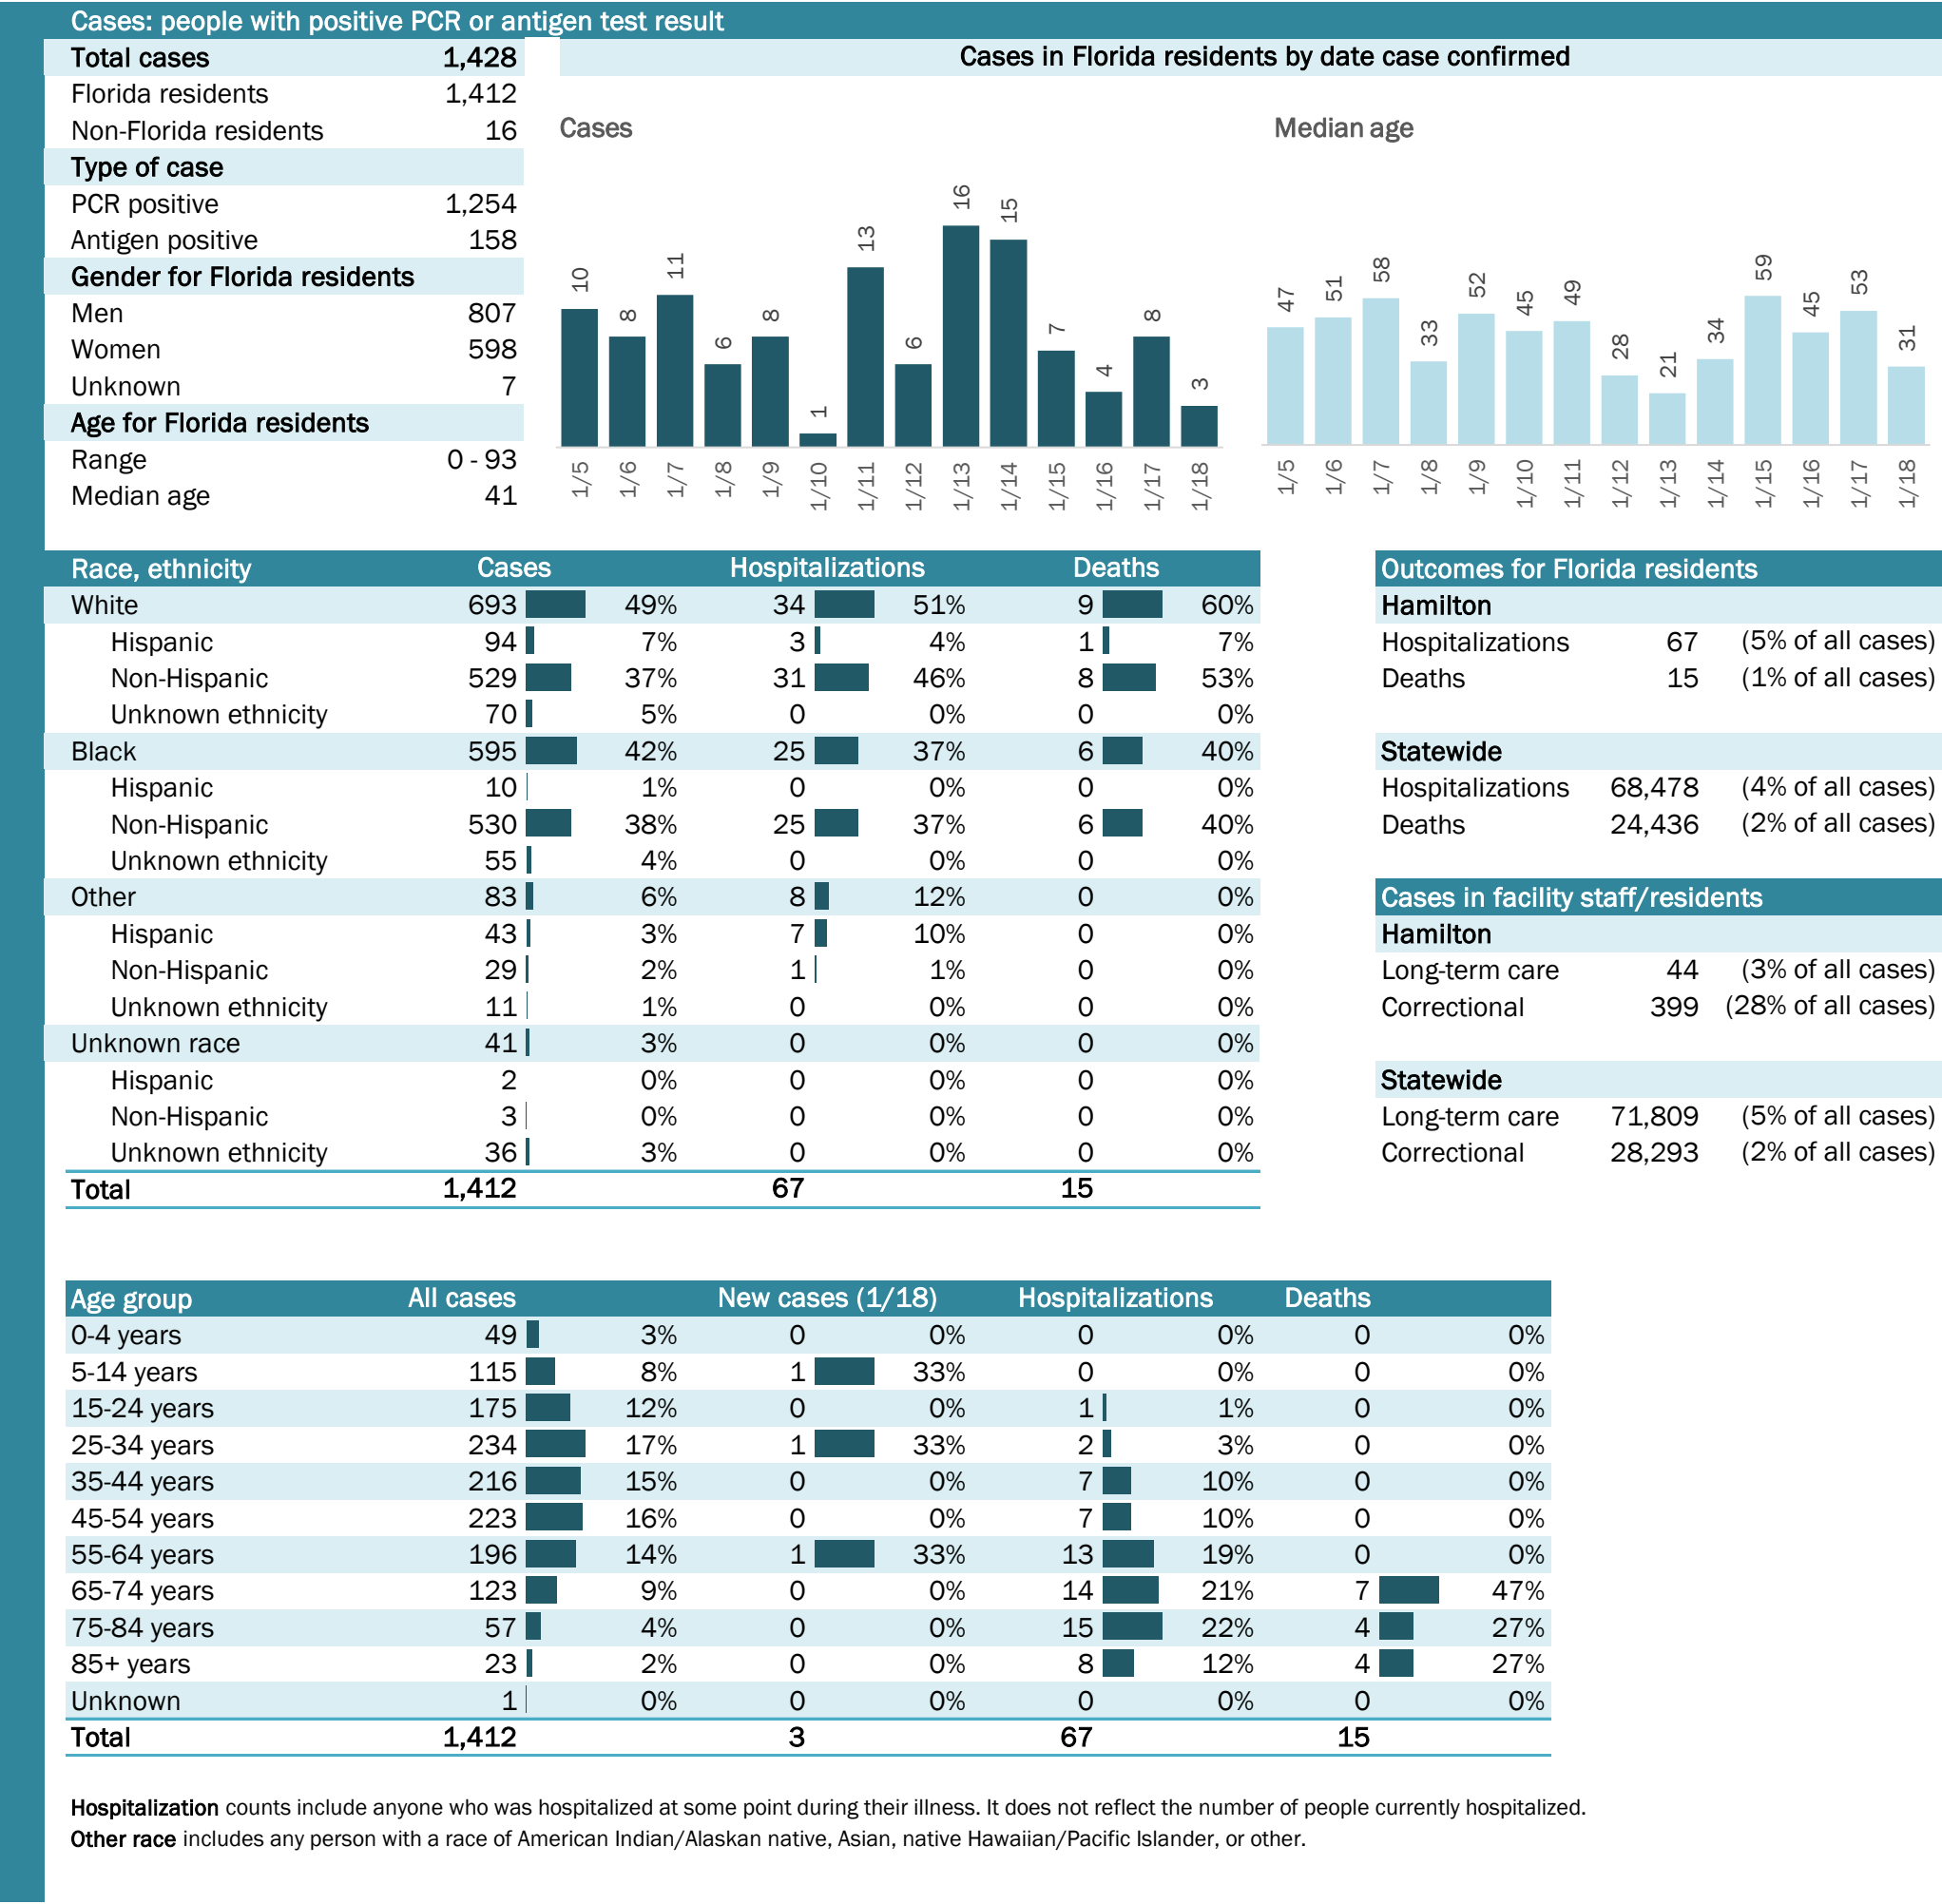 Cases: people with positive PCR or antigen test result
Total cases 1,428
Florida residents 1,412
Non-Florida residents 16
Type of case
PCR positive 1,254
Antigen positive 158
Gender for Florida residents
Men 807
Women 598
Unknown 7
Age for Florida residents
Range 0 - 93
Median age 41
Cases in Florida residents by date case confirmed
Cases
10 8 11 6 8 1 13 6 16 15 7 4 8 3
1/5 1/6 1/7 1/8 1/9 1/10 1/11 1/12 1/13 1/14 1/15 1/16 1/17 1/18
Median age
47 51 58 33 52 45 49 28 21 34 59 45 53 31
1/5 1/6 1/7 1/8 1/9 1/10 1/11 1/12 1/13 1/14 1/15 1/16 1/17 1/18
Race, ethnicity Cases Hospitalizations Deaths
White 693 49% 34 51% 9 60%
Hispanic 94 7% 3 4% 1 7%
Non-Hispanic 529 37% 31 46% 8 53%
Unknown ethnicity 70 5% 0 0% 0 0%
Black 595 42% 25 37% 6 40%
Hispanic 10 1% 0 0% 0 0%
Non-Hispanic 530 38% 25 37% 6 40%
Unknown ethnicity 55 4% 0 0% 0 0%
Other 83 6% 8 12% 0 0%
Hispanic 43 3% 7 10% 0 0%
Non-Hispanic 29 2% 1 1% 0 0%
Unknown ethnicity 11 1% 0 0% 0 0%
Unknown race 41 3% 0 0% 0 0%
Hispanic 2 0% 0 0% 0 0%
Non-Hispanic 3 0% 0 0% 0 0%
Unknown ethnicity 36 3% 0 0% 0 0%
Total 1,412 67 15
Outcomes for Florida residents
Hamilton
Hospitalizations 67 (5% of all cases)
Deaths 15 (1% of all cases)
Statewide
Hospitalizations 68,478 (4% of all cases)
Deaths 24,436 (2% of all cases)
Cases in facility staff/residents
Hamilton
Long-term care 44 (3% of all cases)
Correctional 399 (28% of all cases)
Statewide
Long-term care 71,809 (5% of all cases)
Correctional 28,293 (2% of all cases)
Age group All cases New cases (1/18) Hospitalizations Deaths
0-4 years 49 3% 0 0% 0 0% 0 0%
5-14 years 115 8% 1 33% 0 0% 0 0%
15-24 years 175 12% 0 0% 1 1% 0 0%
25-34 years 234 17% 1 33% 2 3% 0 0%
35-44 years 216 15% 0 0% 7 10% 0 0%
45-54 years 223 16% 0 0% 7 10% 0 0%
55-64 years 196 14% 1 33% 13 19% 0 0%
65-74 years 123 9% 0 0% 14 21% 7 47%
75-84 years 57 4% 0 0% 15 22% 4 27%
85+ years 23 2% 0 0% 8 12% 4 27%
Unknown 1 0% 0 0% 0 0% 0 0%
Total 1,412 3 67 15
Hospitalization counts include anyone who was hospitalized at some point during their illness. It does not reflect the number of people currently hospitalized.
Other race includes any person with a race of American Indian/Alaskan native, Asian, native Hawaiian/Pacific Islander, or other.